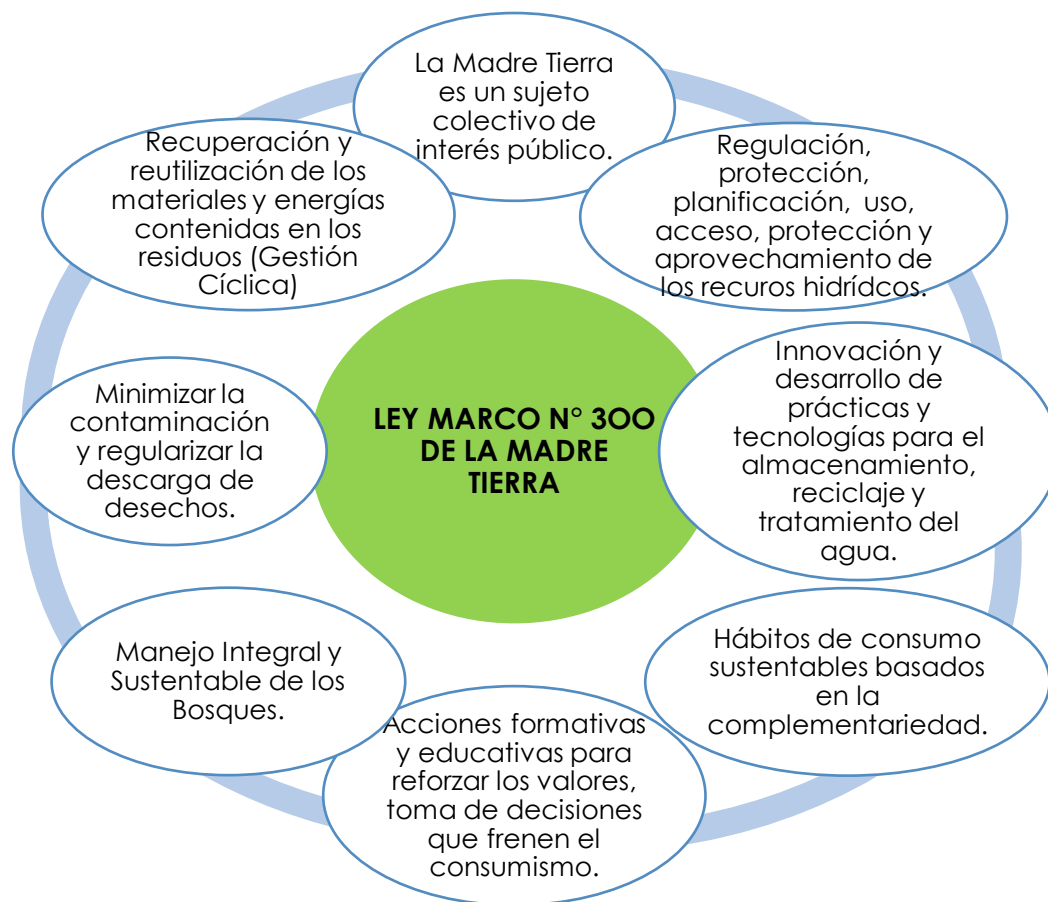 La Madre Tierra
es un sujeto
colectivo de
interés público.
Regulación,
protección,
planificación, uso,
acceso, protección y
aprovechamiento de
los recuros hidrídcos.
Innovación y
desarrollo de
prácticas y
tecnologías para el
almacenamiento,
reciclaje y
tratamiento del
agua.
Hábitos de consumo
sustentables basados
en la
complementariedad.
Acciones formativas
y educativas para
reforzar los valores,
toma de decisiones
que frenen el
consumismo.
Manejo Integral y
Sustentable de los
Bosques.
Minimizar la
contaminación
y regularizar la
descarga de
desechos.
Recuperación y
reutilización de los
materiales y energías
contenidas en los
residuos (Gestión
Cíclica)
LEY MARCO N° 3OO
DE LA MADRE
TIERRA